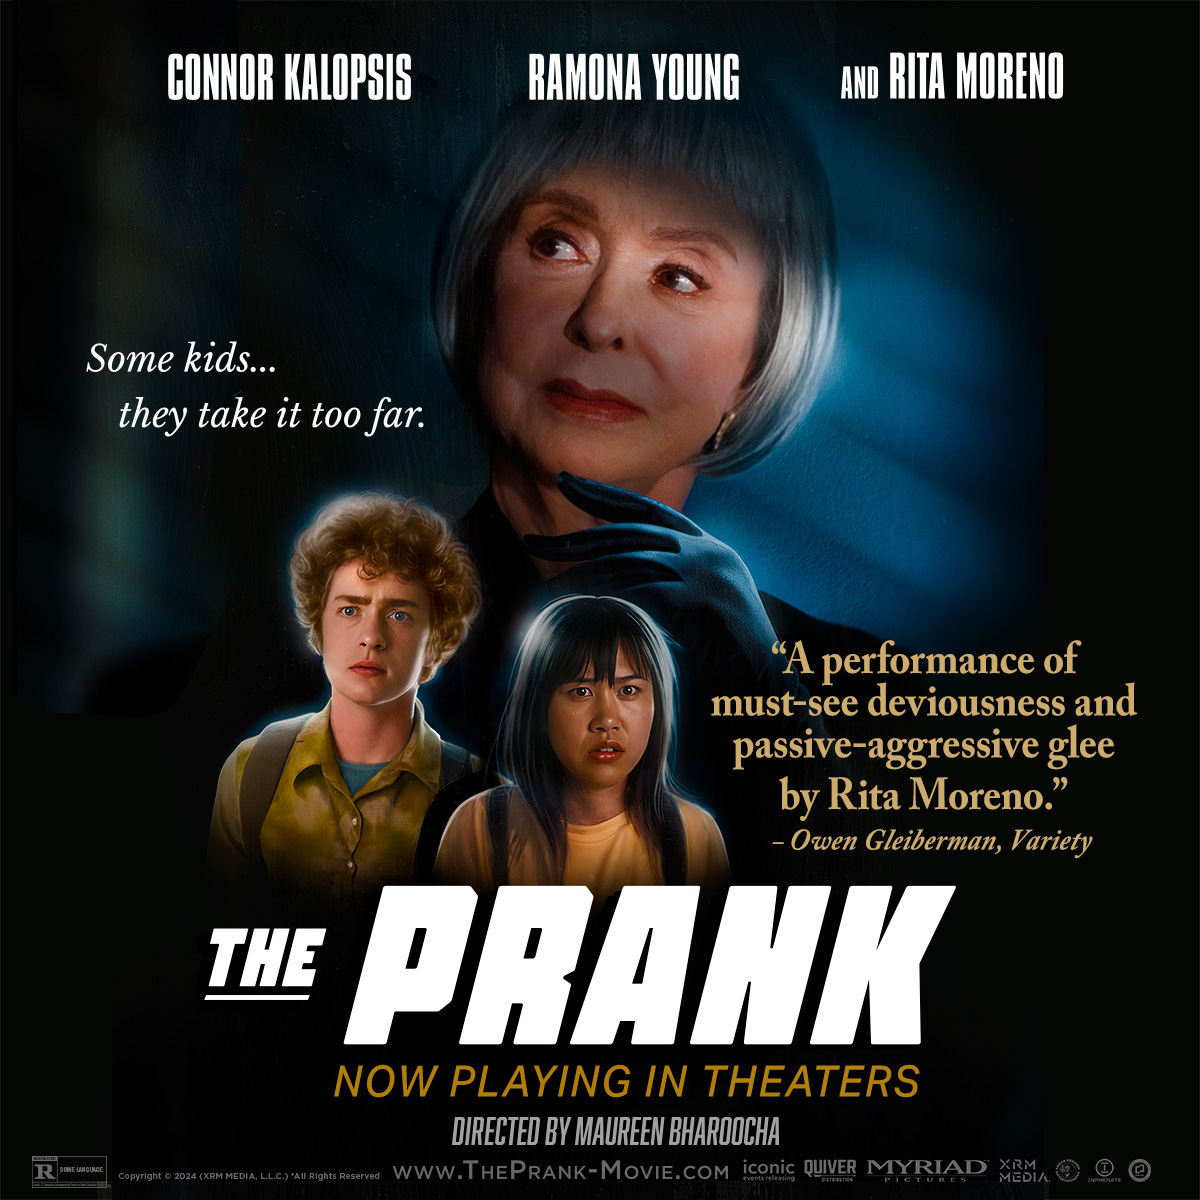 CONNOR KALOPSIS RAMONA YOUNG AND RITA MORENO
Some kids...
they take it too far.
“A performance of
must-see deviousness and
passive-aggressive glee
by Rita Moreno.”
– Owen Gleiberman, Variety
THE PRANK
NOW PLAYING IN THEATERS
DIRECTED BY MAUREEN BHAROOCHA
R SOME LANGUAGE
Copyright © 2024 (XRM MEDIA, L.L.C.) *All Rights Reserved
WWW.THEPRANK-MOVIE.COM
iconic
events releasing
QUIVER
DISTRIBUTION
MYRIAD
PICTURES
XRM
MEDIA.
INPHENATE